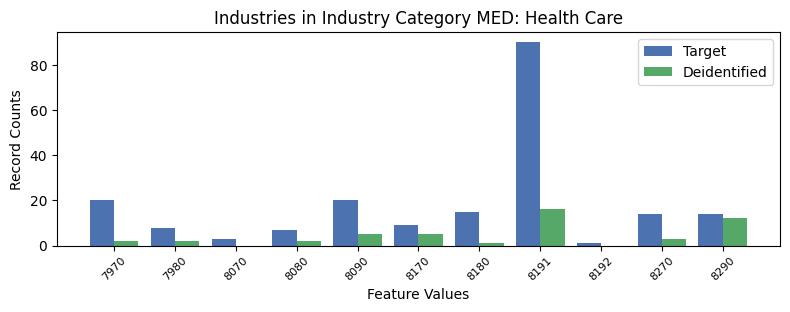 Industries in Industry Category MED: Health Care
Target
Deidentified
Record Counts
80
60
40
20
0
7970 7980 8070 8080 8090 8170 8180 8191 8192 8270 8290
Feature Values